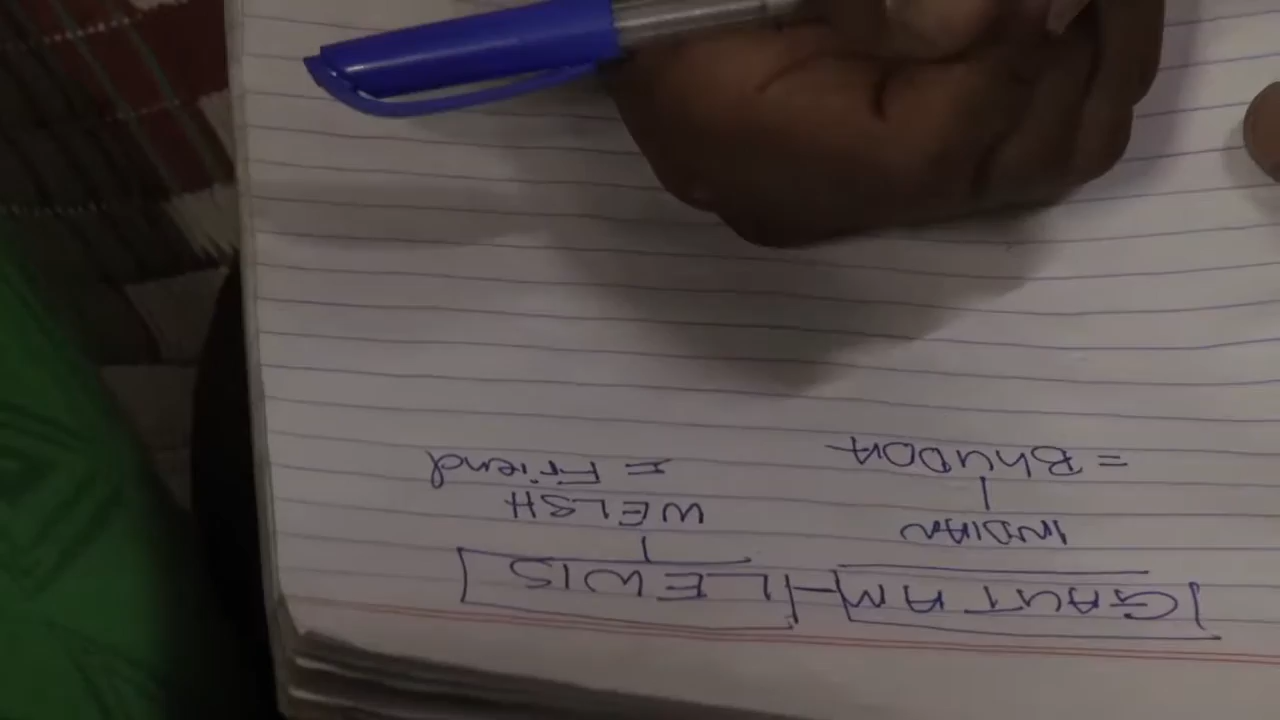 GAUTAM-LEWIS
INDIAN WELSH
= BhUDDA = Friend